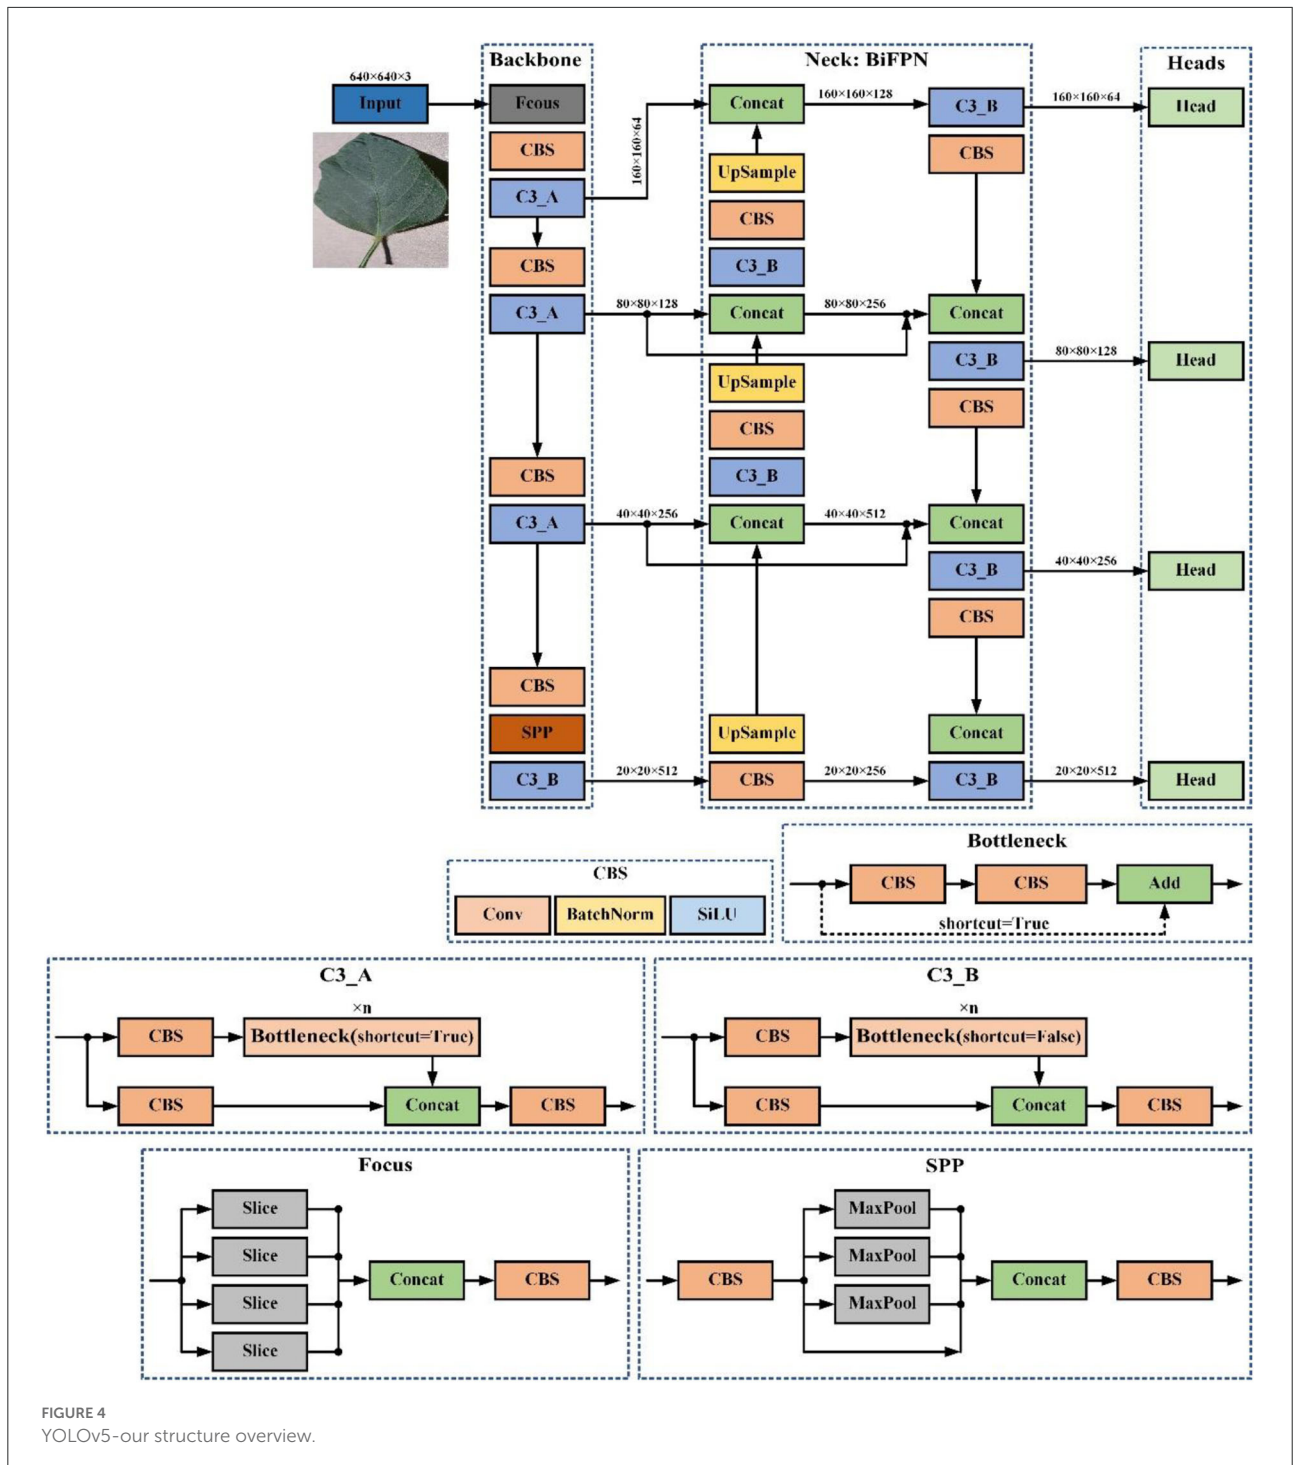 Backbone
Neck: BiFPN
Heads
640×640×3
Input
Fcous
Concat
160×160×128
C3_B
160×160×64
Head
CBS
160×160×64
CBS
UpSample
C3_A
CBS
CBS
C3_B
C3_A
80×80×128
Concat
80×80×256
Concat
UpSample
C3_B
80×80×128
Head
CBS
CBS
CBS
C3_B
C3_A
40×40×256
Concat
40×40×512
Concat
C3_B
40×40×256
Head
CBS
CBS
SPP
UpSample
Concat
C3_B
20×20×512
CBS
20×20×256
C3_B
20×20×512
Head
CBS
Conv
BatchNorm
SiLU
Bottleneck
CBS
CBS
Add
shortcut=True
C3_A
×n
CBS
Bottleneck(shortcut=True)
CBS
Concat
CBS
C3_B
×n
CBS
Bottleneck(shortcut=False)
CBS
Concat
CBS
Focus
Slice
Slice
Slice
Slice
Concat
CBS
SPP
CBS
MaxPool
MaxPool
MaxPool
Concat
CBS
FIGURE 4
YOLOv5-our structure overview.